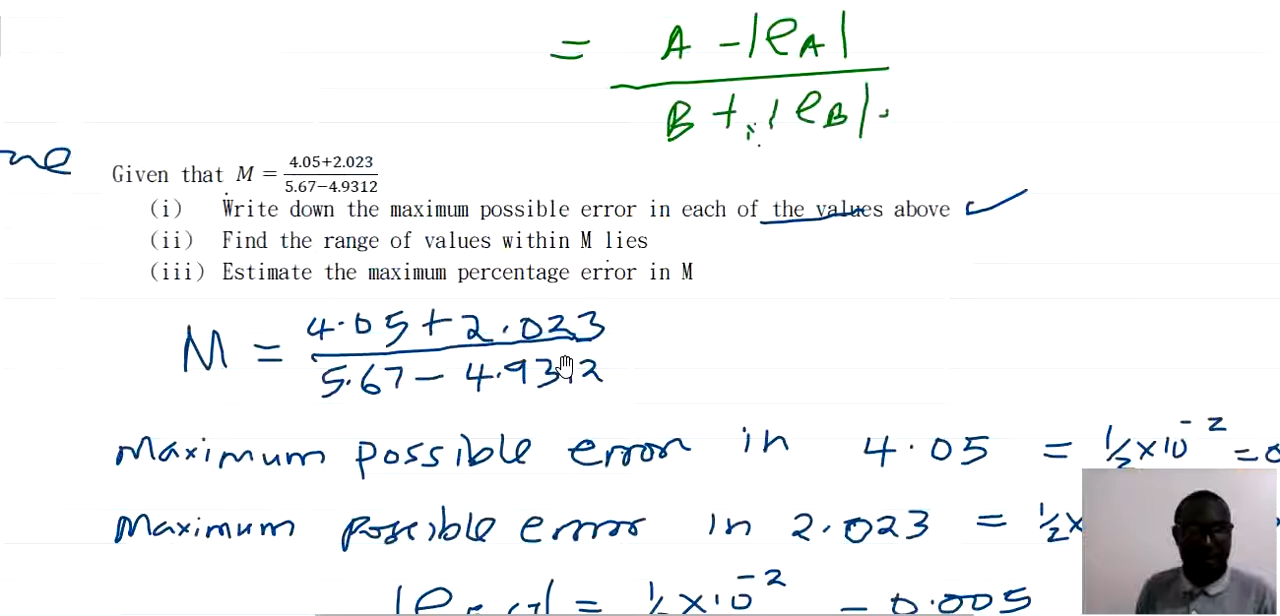 = A - |eA|
B + |eB|.
Given that M = 4.05+2.023
5.67−4.9312
(i) Write down the maximum possible error in each of the values above ✓
(ii) Find the range of values within M lies
(iii) Estimate the maximum percentage error in M
M = 4.05 + 2.023
5.67 - 4.9312
Maximum possible error in 4.05 = 1/2 × 10^-2 = 0
Maximum possible error in 2.023 = 1/2 ×
= 1/2 × 10^-2 = 0.005